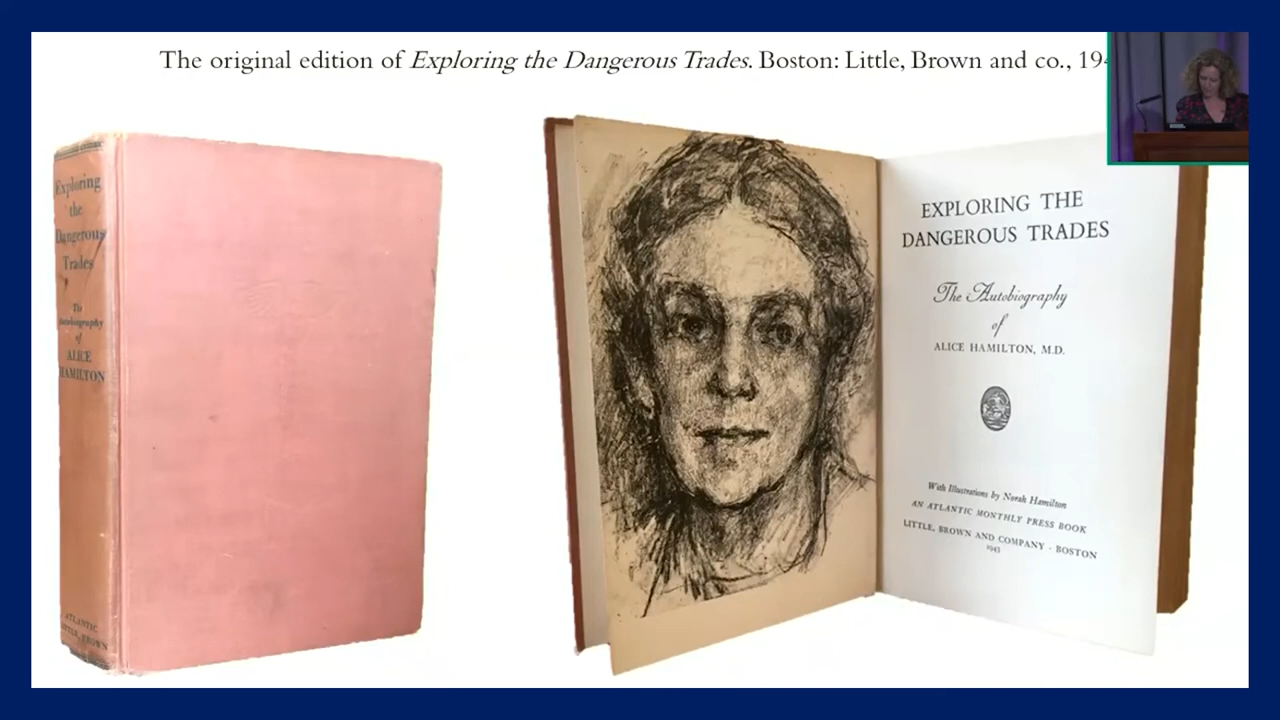 The original edition of Exploring the Dangerous Trades. Boston: Little, Brown and co., 194
Exploring
the
Dangerous
Trades
The
Autobiography
of
ALICE
HAMILTON
ATLANTIC
LITTLE, BROWN
EXPLORING THE
DANGEROUS TRADES
The Autobiography
of
ALICE HAMILTON, M.D.
With Illustrations by Norah Hamilton
AN ATLANTIC MONTHLY PRESS BOOK
LITTLE, BROWN AND COMPANY · BOSTON
1943